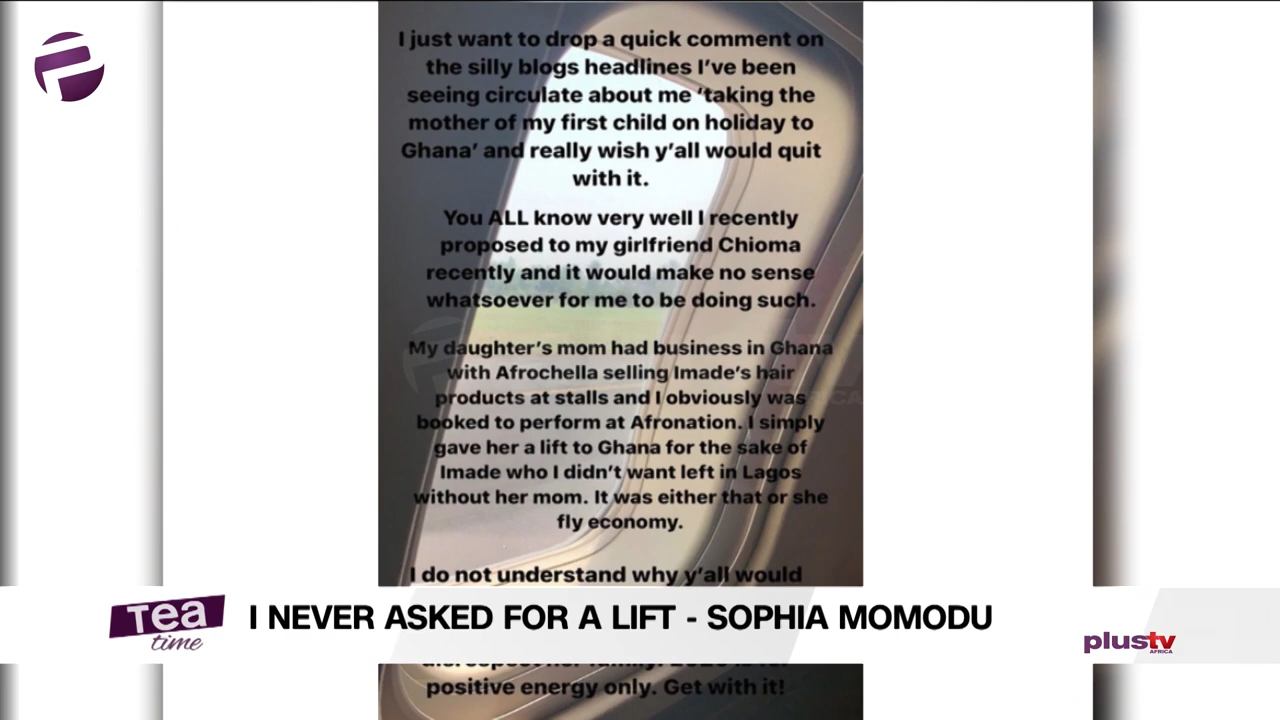 I just want to drop a quick comment on
the silly blogs headlines I've been
seeing circulate about me 'taking the
mother of my first child on holiday to
Ghana' and really wish y'all would quit
with it.
You ALL know very well I recently
proposed to my girlfriend Chioma
recently and it would make no sense
whatsoever for me to be doing such.
My daughter's mom had business in Ghana
with Afrochella selling Imade's hair
products at stalls and I obviously was
booked to perform at Afronation. I simply
gave her a lift to Ghana for the sake of
Imade who I didn't want left in Lagos
without her mom. It was either that or she
fly economy.
I do not understand why y'all would
Tea
time
I NEVER ASKED FOR A LIFT - SOPHIA MOMODU
plustv
AFRICA
positive energy only. Get with it!